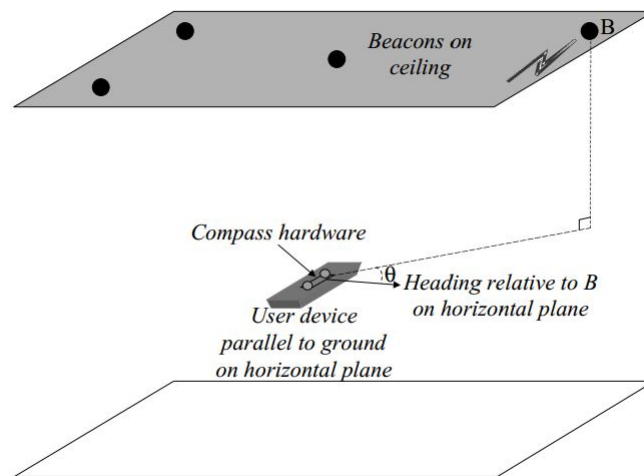 B
Beacons on
ceiling
Compass hardware
θ
Heading relative to B
on horizontal plane
User device
parallel to ground
on horizontal plane